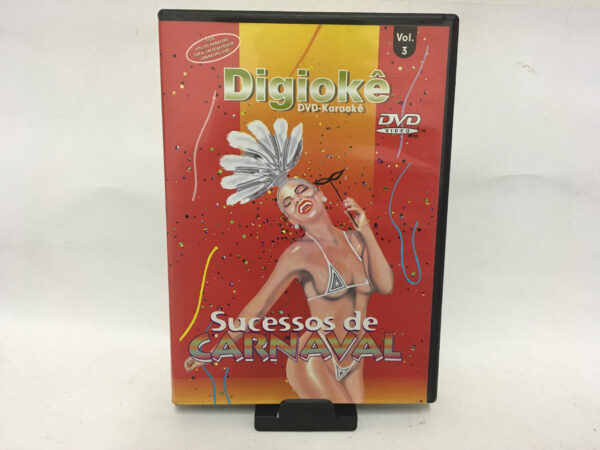 Vol.
3
Digiokê
DVD-Karaokê
DVD
VIDEO
Sucessos de
CARNAVAL